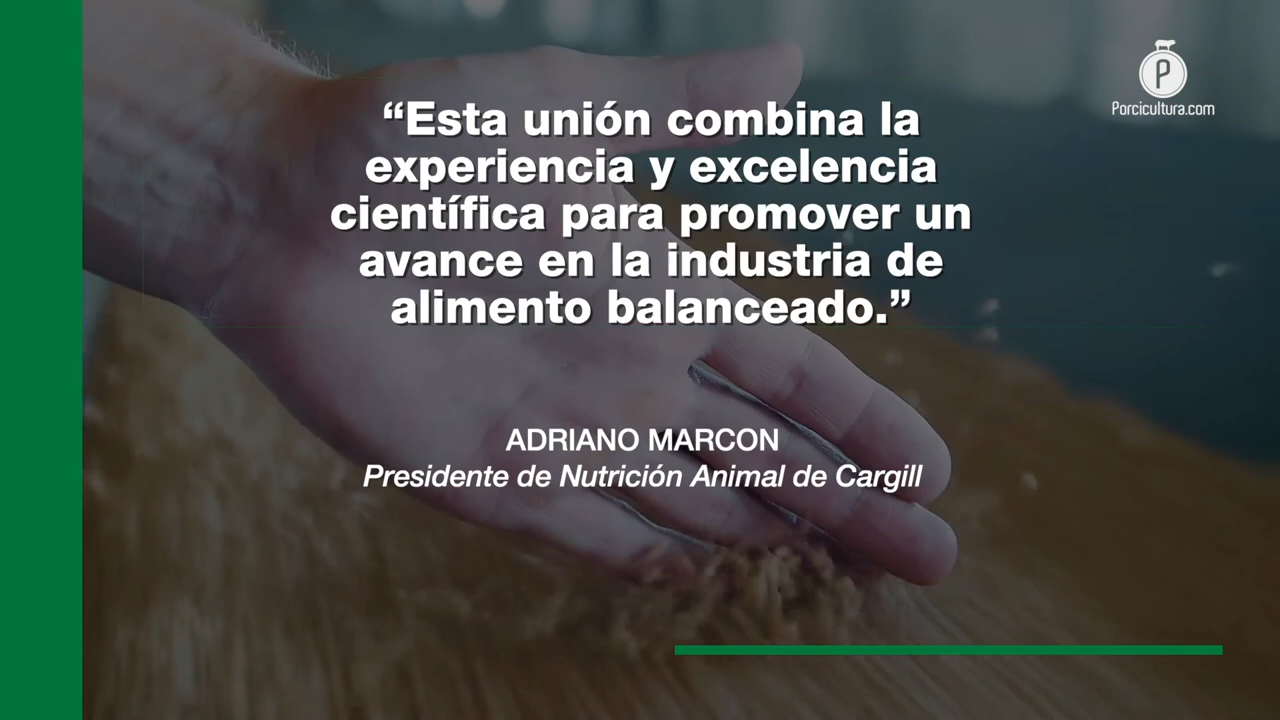 P
Porcicultura.com
“Esta unión combina la
experiencia y excelencia
científica para promover un
avance en la industria de
alimento balanceado.”
ADRIANO MARCON
Presidente de Nutrición Animal de Cargill